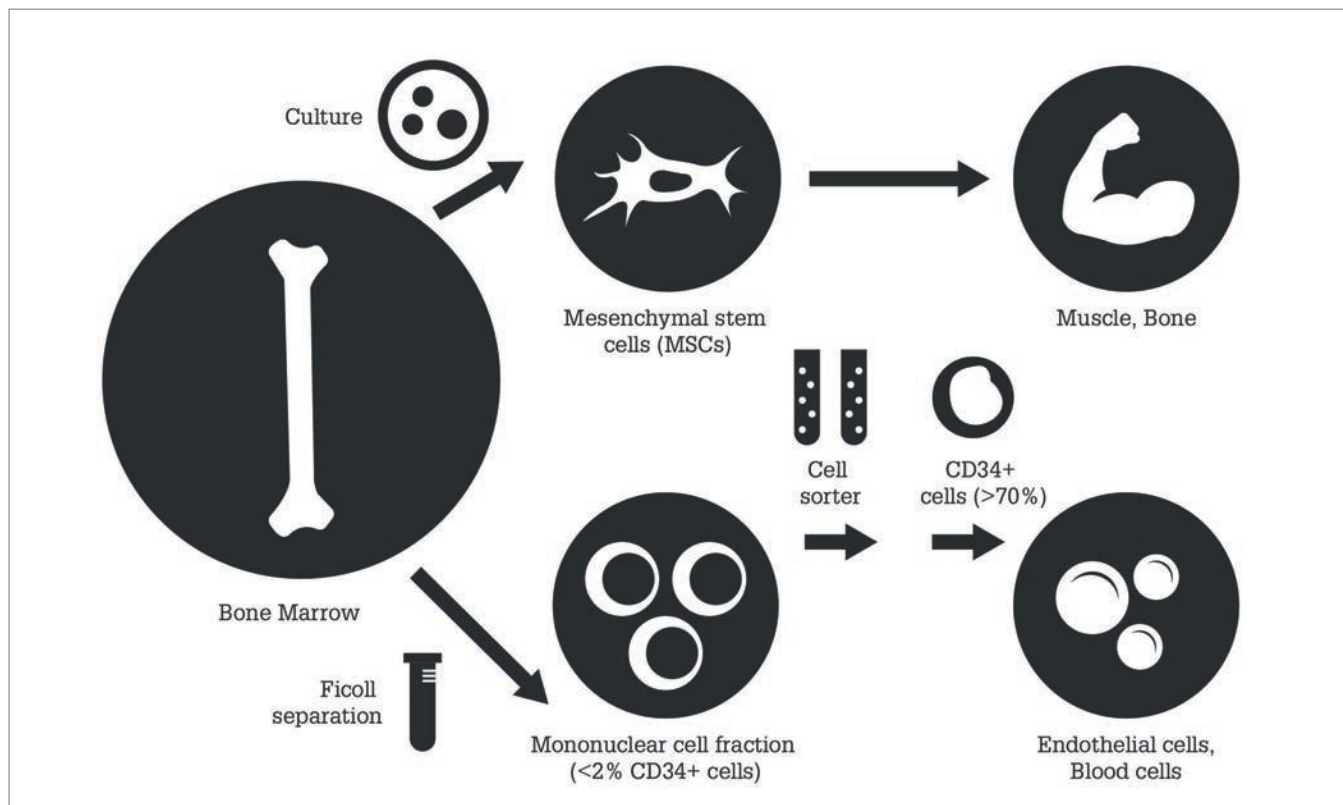 Culture
Mesenchymal stem
cells (MSCs)
Muscle, Bone
Bone Marrow
Cell
sorter
CD34+
cells (>70%)
Ficoll
separation
Mononuclear cell fraction
(<2% CD34+ cells)
Endothelial cells,
Blood cells